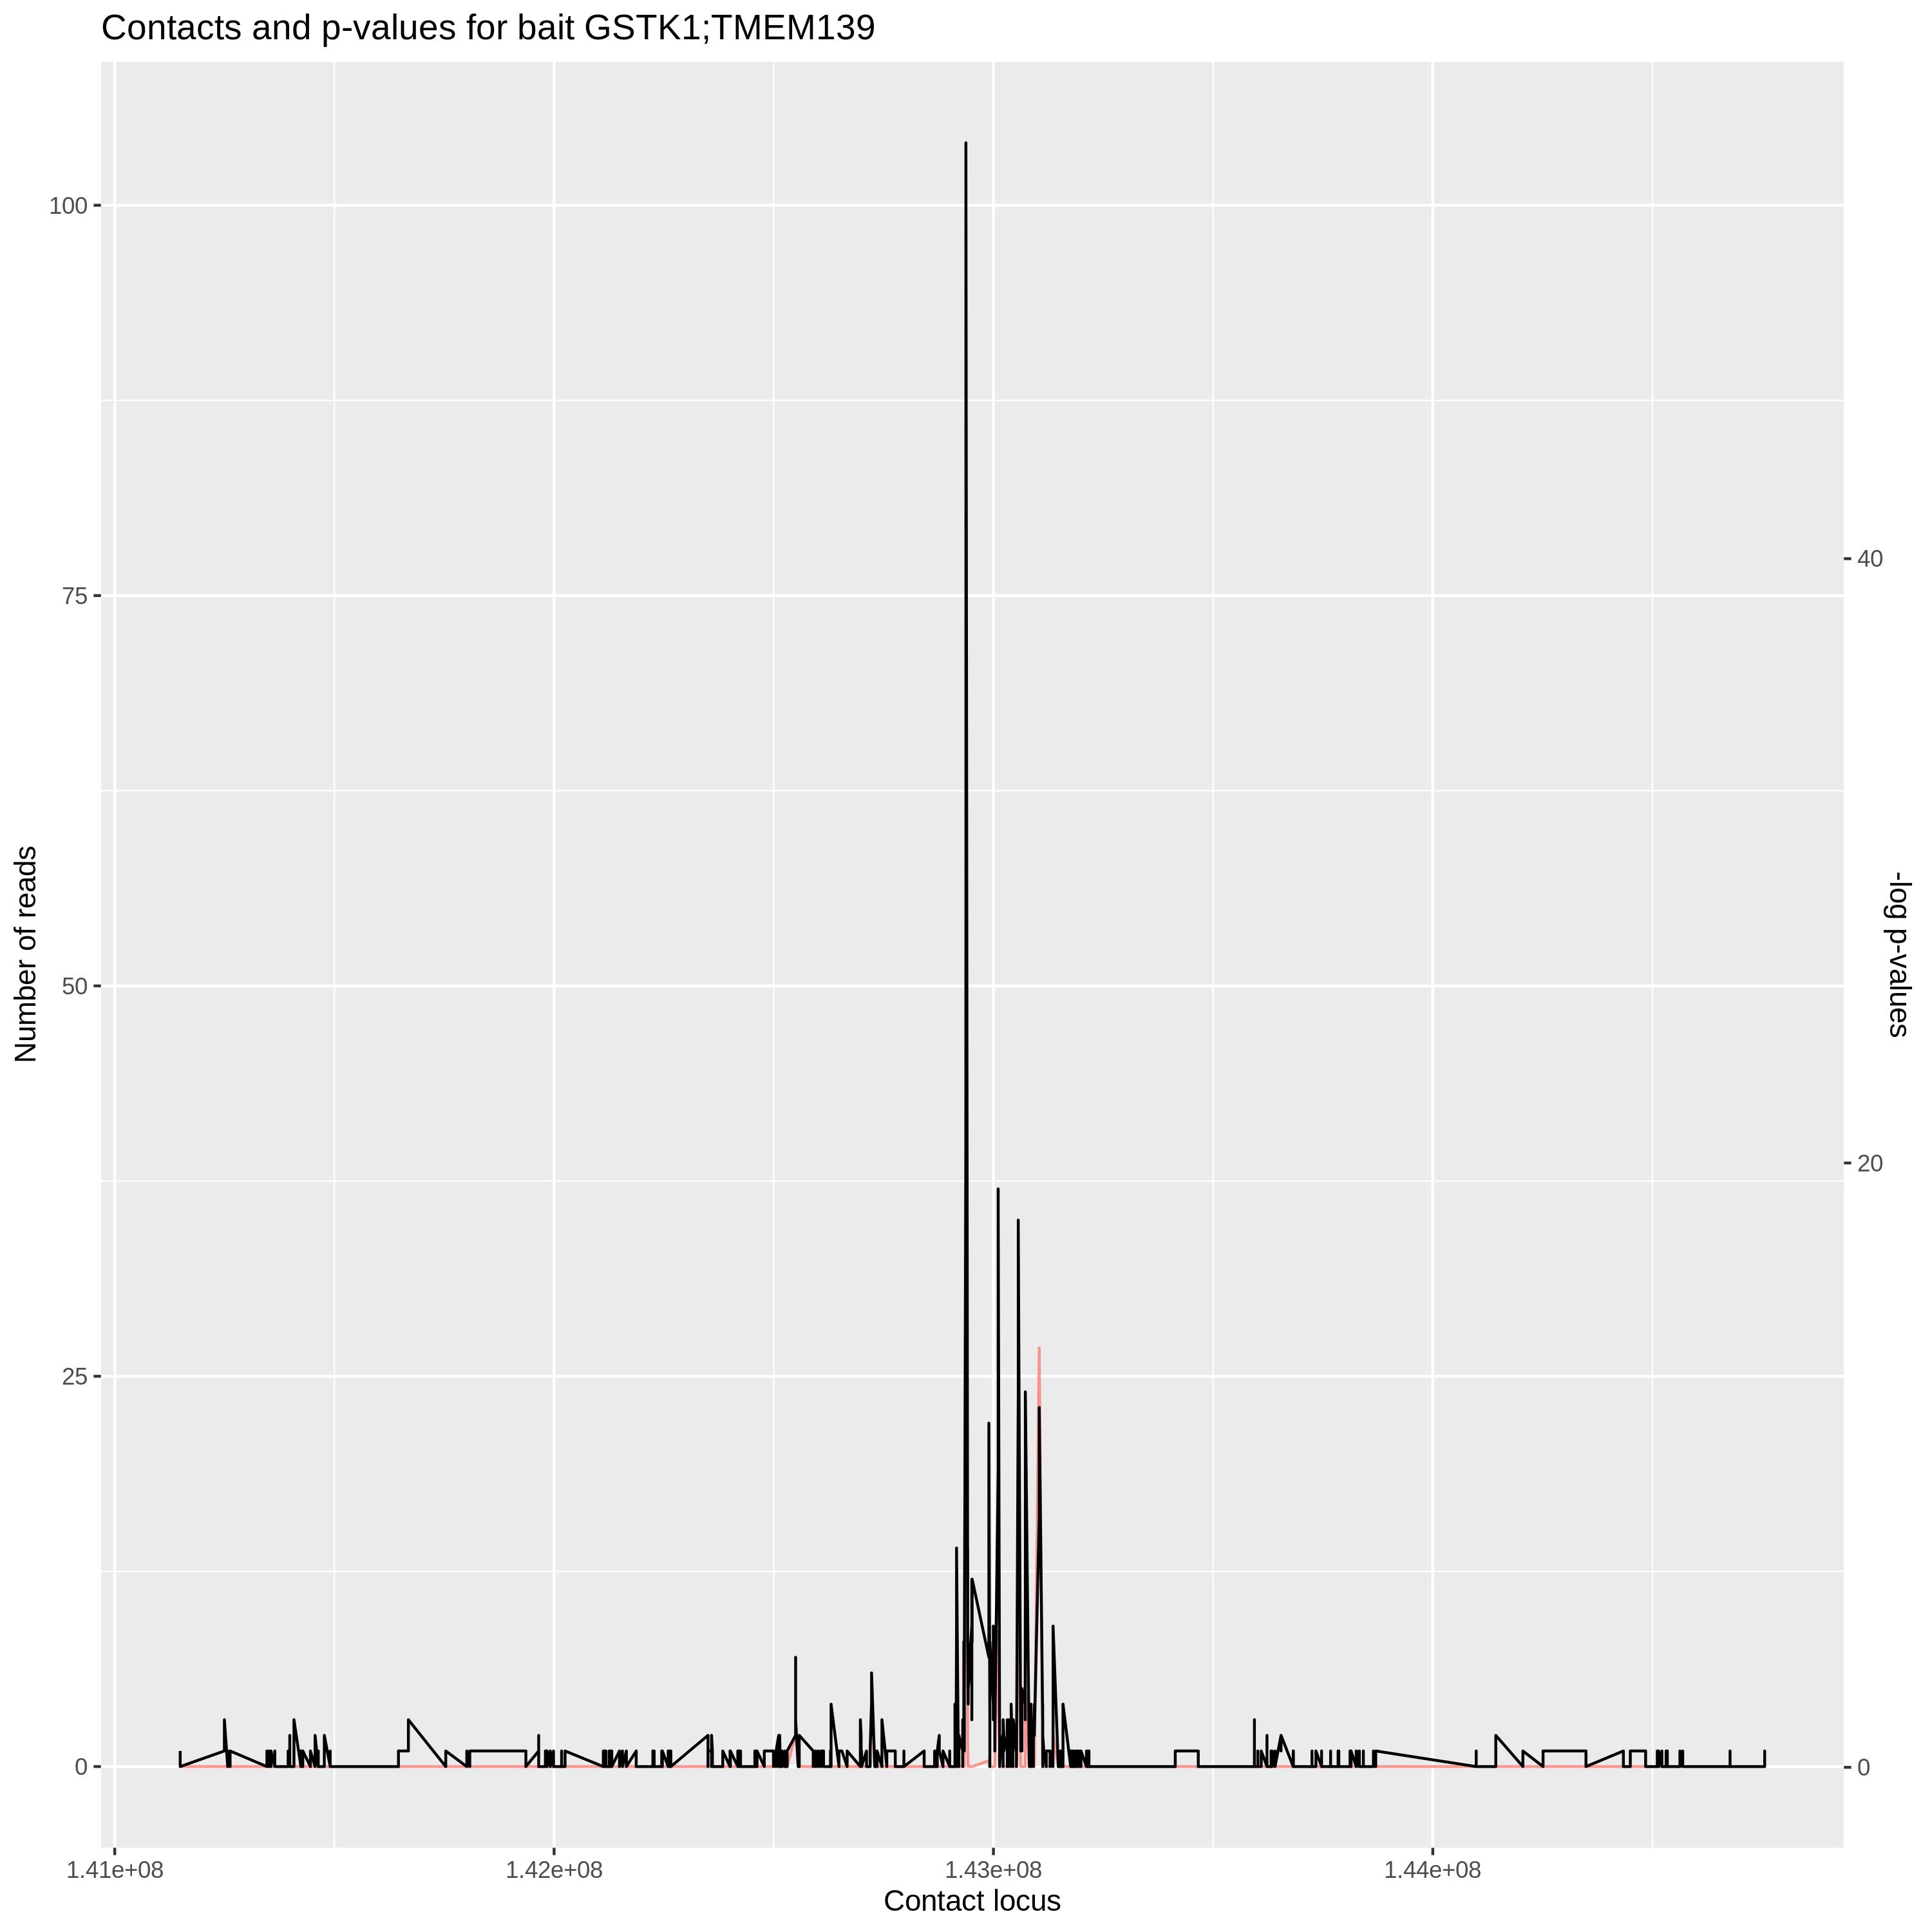 Contacts and p-values for bait GSTK1;TMEM139
100
75
50
25
0
Number of reads
40
20
0
-log p-values
1.41e+08
1.42e+08
1.43e+08
1.44e+08
Contact locus